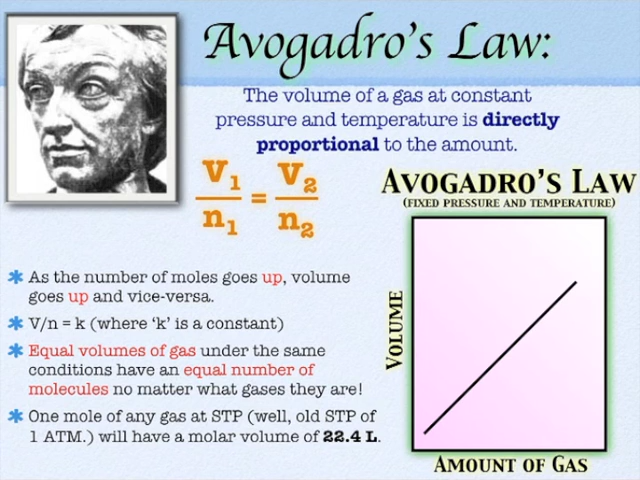 Avogadro's Law:
The volume of a gas at constant
pressure and temperature is directly
proportional to the amount.
V₁/n₁ = V₂/n₂
As the number of moles goes up, volume
goes up and vice-versa.
V/n = k (where ‘k’ is a constant)
Equal volumes of gas under the same
conditions have an equal number of
molecules no matter what gases they are!
One mole of any gas at STP (well, old STP of
1 ATM.) will have a molar volume of 22.4 L.
AVOGADRO'S LAW
(FIXED PRESSURE AND TEMPERATURE)
VOLUME
AMOUNT OF GAS